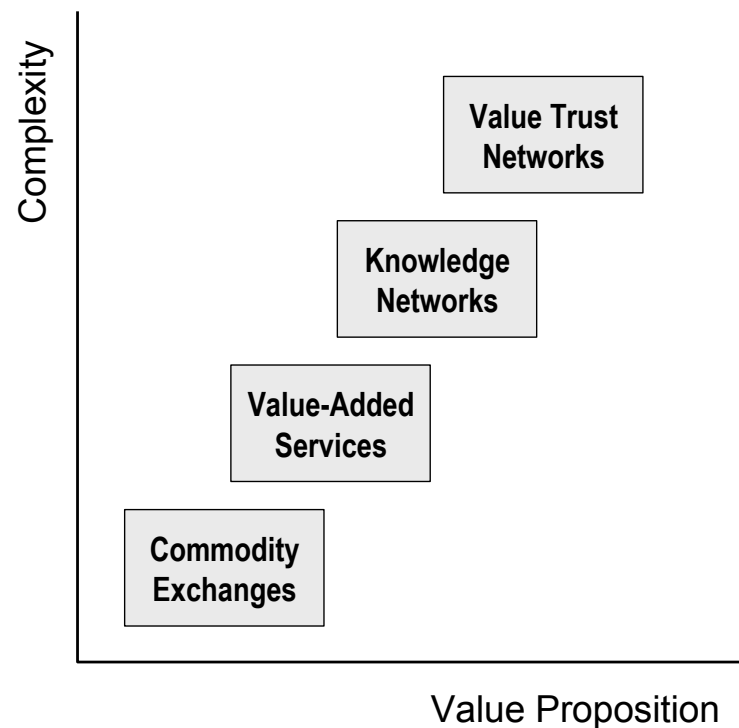 Complexity
Value Trust
Networks
Knowledge
Networks
Value-Added
Services
Commodity
Exchanges
Value Proposition